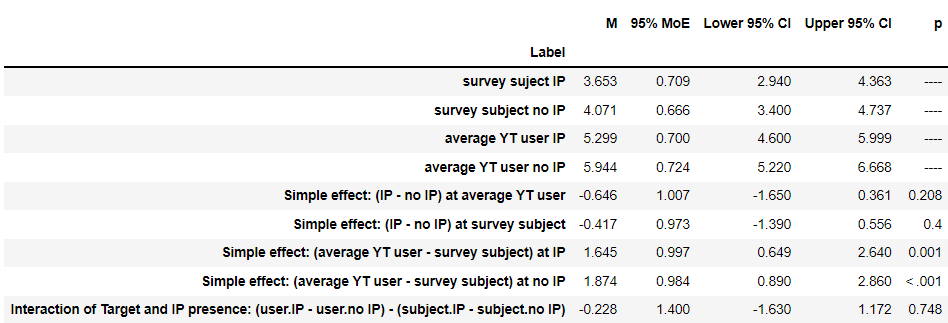 M 95% MoE Lower 95% CI Upper 95% CI p
Label
survey suject IP 3.653 0.709 2.940 4.363 ----
survey subject no IP 4.071 0.666 3.400 4.737 ----
average YT user IP 5.299 0.700 4.600 5.999 ----
average YT user no IP 5.944 0.724 5.220 6.668 ----
Simple effect: (IP - no IP) at average YT user -0.646 1.007 -1.650 0.361 0.208
Simple effect: (IP - no IP) at survey subject -0.417 0.973 -1.390 0.556 0.4
Simple effect: (average YT user - survey subject) at IP 1.645 0.997 0.649 2.640 0.001
Simple effect: (average YT user - survey subject) at no IP 1.874 0.984 0.890 2.860 < .001
Interaction of Target and IP presence: (user.IP - user.no IP) - (subject.IP - subject.no IP) -0.228 1.400 -1.630 1.172 0.748